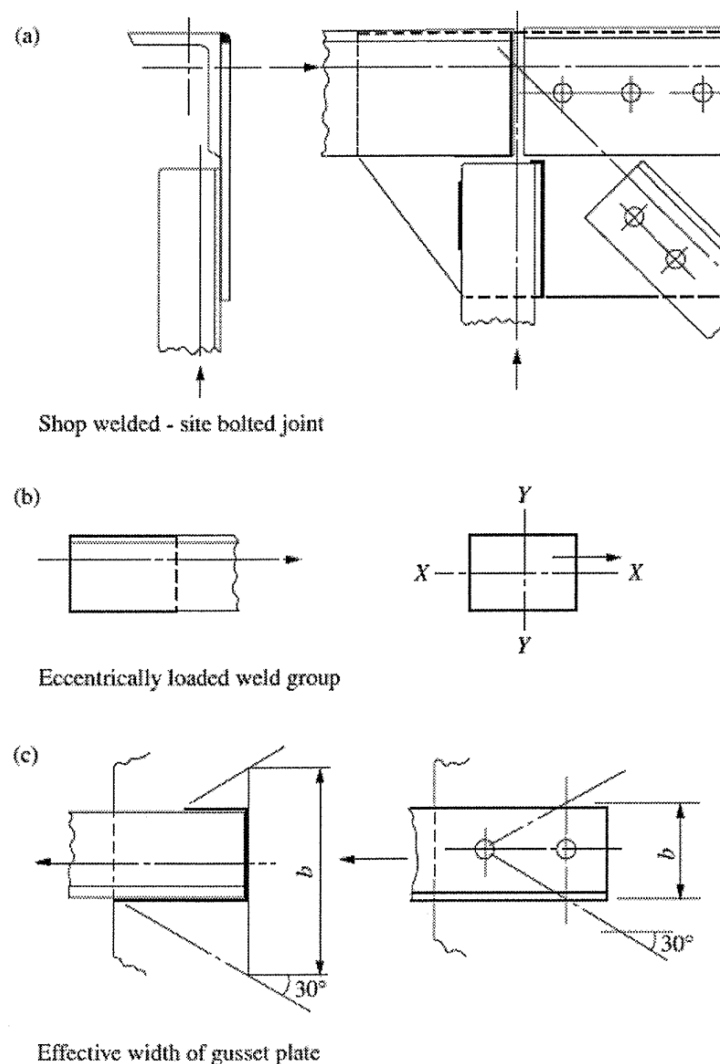 (a)
Shop welded - site bolted joint
(b)
Y
X X
Y
Eccentrically loaded weld group
(c)
b
30°
b
30°
Effective width of gusset plate